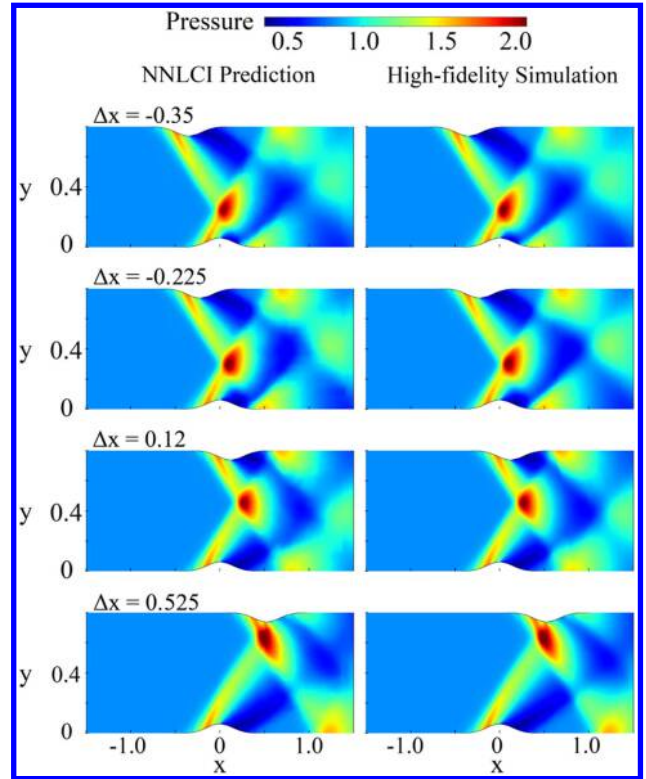 Pressure 0.5 1.0 1.5 2.0
NNLCI Prediction High-fidelity Simulation
Δx = -0.35
y 0.4
0
Δx = -0.225
y 0.4
0
Δx = 0.12
y 0.4
0
Δx = 0.525
y 0.4
0
-1.0 0 1.0 -1.0 0 1.0
x x